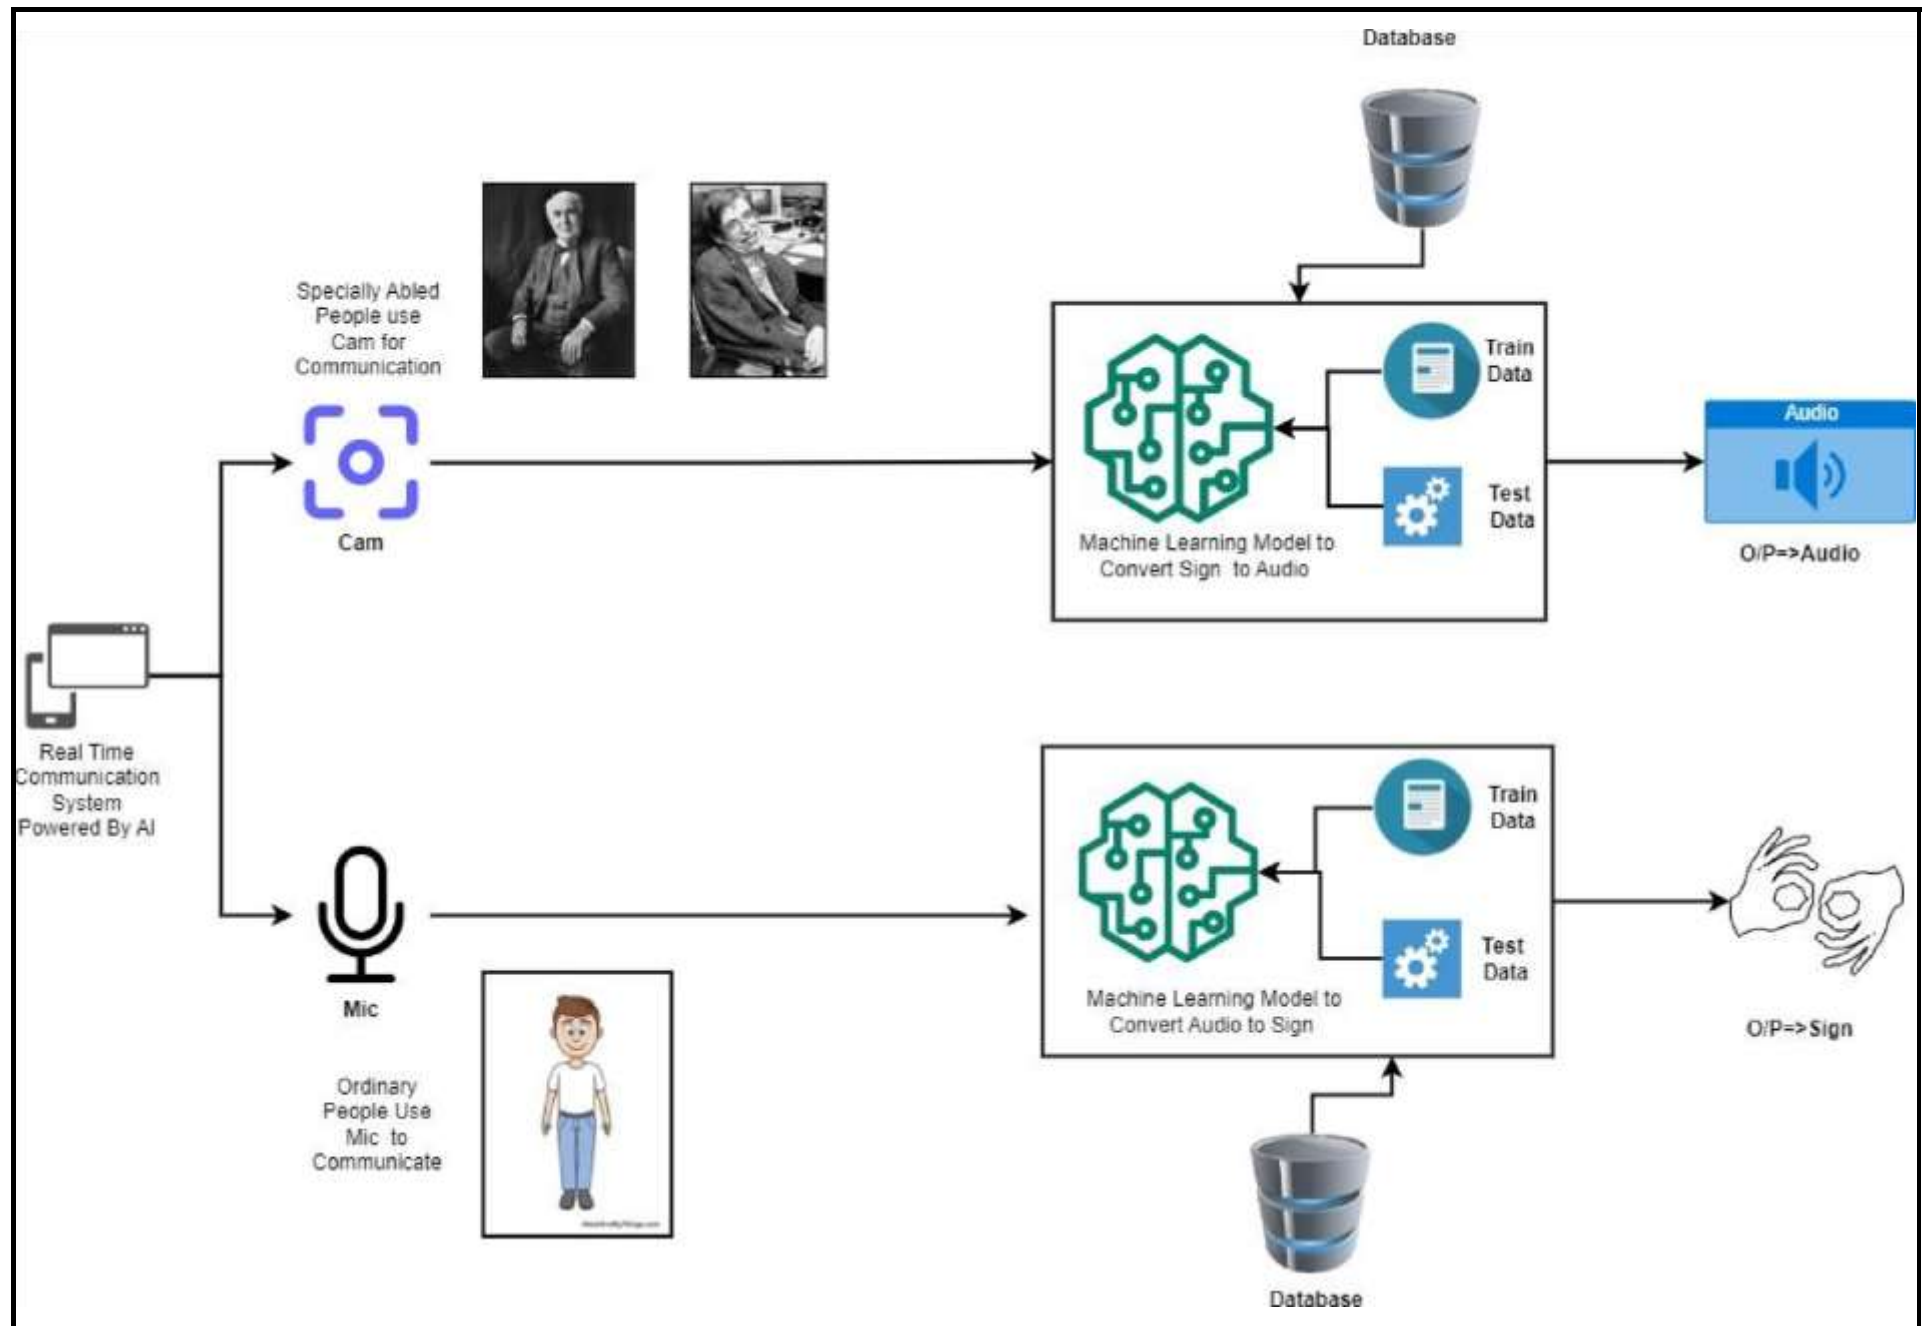 Database
Specially Abled
People use
Cam for
Communication
Cam
Train
Data
Test
Data
Machine Learning Model to
Convert Sign to Audio
Audio
O/P=>Audio
Real Time
Communication
System
Powered By AI
Mic
Ordinary
People Use
Mic to
Communicate
Train
Data
Test
Data
Machine Learning Model to
Convert Audio to Sign
O/P=>Sign
Database